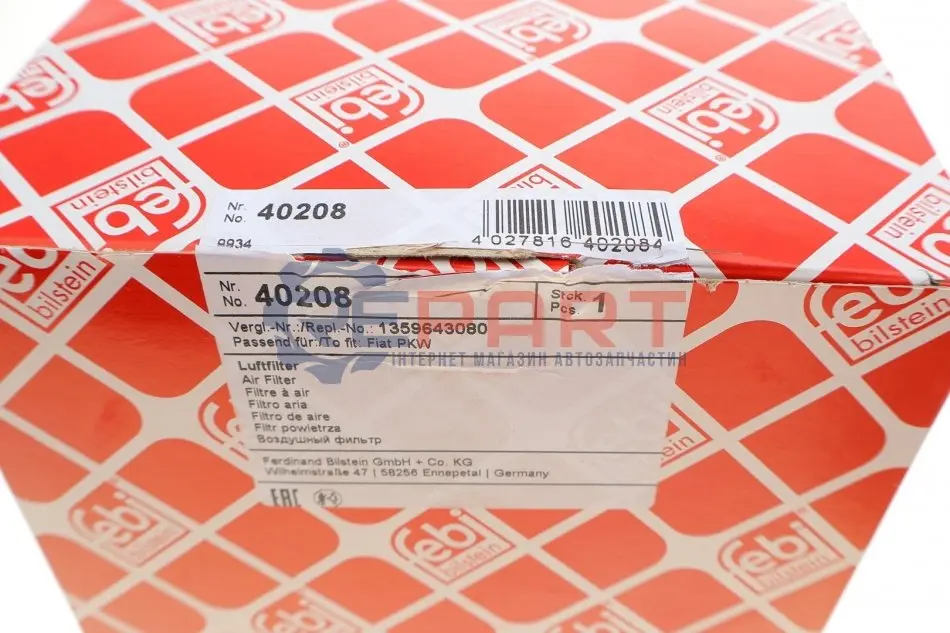 febi
bilstein
Nr.
No. 40208
9934
4 027816 402084
Nr.
No. 40208
Stck.
Pcs. 1
Vergl.-Nr.:/Repl.-No.: 1359643080
Passend für:/To fit: Fiat PKW
Luftfilter
Air Filter
Filtre à air
Filtro aria
Filtro de aire
Filtr powietrza
Воздушный фильтр
Ferdinand Bilstein GmbH + Co. KG
Wilhelmstraße 47 | 58256 Ennepetal | Germany
EAC
PART
ІНТЕРНЕТ МАГАЗИН АВТОЗАПЧАСТИН